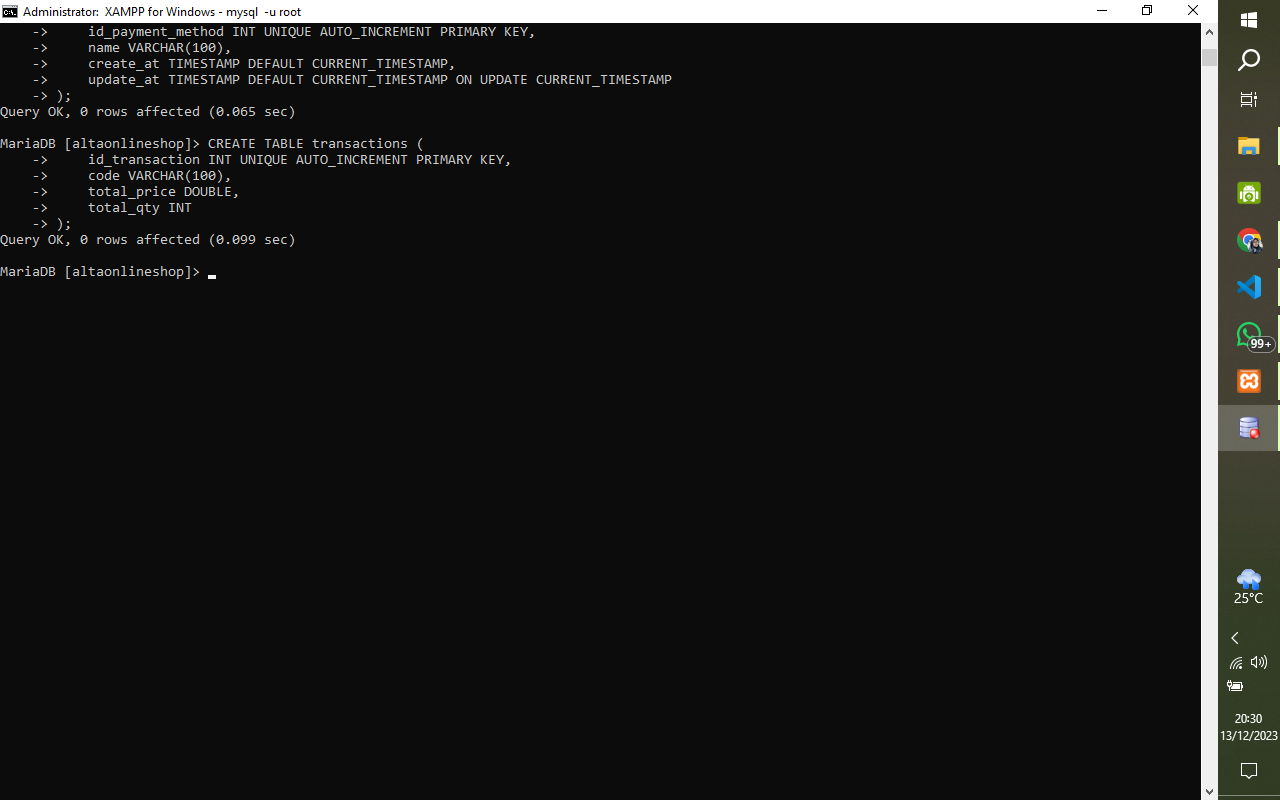 Administrator: XAMPP for Windows - mysql -u root
    ->     id_payment_method INT UNIQUE AUTO_INCREMENT PRIMARY KEY,
    ->     name VARCHAR(100),
    ->     create_at TIMESTAMP DEFAULT CURRENT_TIMESTAMP,
    ->     update_at TIMESTAMP DEFAULT CURRENT_TIMESTAMP ON UPDATE CURRENT_TIMESTAMP
    -> );
Query OK, 0 rows affected (0.065 sec)
MariaDB [altaonlineshop]> CREATE TABLE transactions (
    ->     id_transaction INT UNIQUE AUTO_INCREMENT PRIMARY KEY,
    ->     code VARCHAR(100),
    ->     total_price DOUBLE,
    ->     total_qty INT
    -> );
Query OK, 0 rows affected (0.099 sec)
MariaDB [altaonlineshop]>
99+
25°C
20:30
13/12/2023